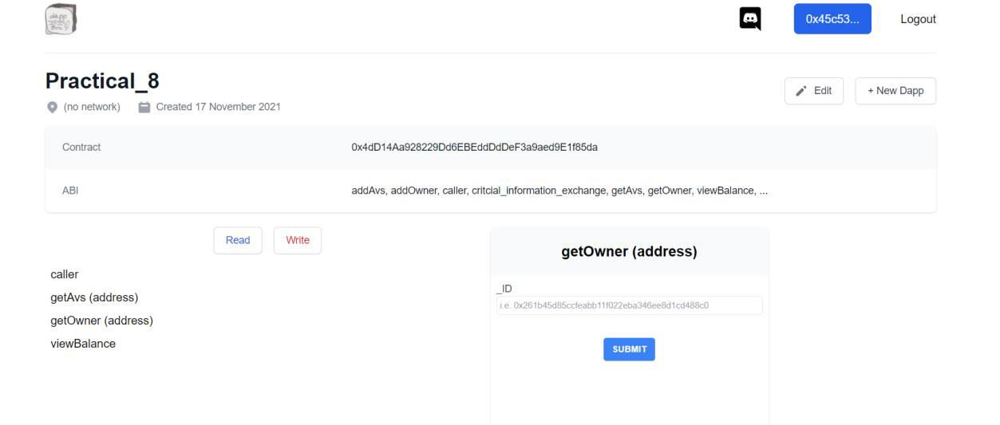 dapp
0x45c53...
Logout
Practical_8
(no network) Created 17 November 2021
Edit
+ New Dapp
Contract 0x4dD14Aa928229Dd6EBEddDdDeF3a9aed9E1f85da
ABI addAvs, addOwner, caller, critcial_information_exchange, getAvs, getOwner, viewBalance, ...
Read Write
caller
getAvs (address)
getOwner (address)
viewBalance
getOwner (address)
_ID
i.e. 0x261b45d85ccfeabb11f022eba346ee8d1cd488c0
SUBMIT